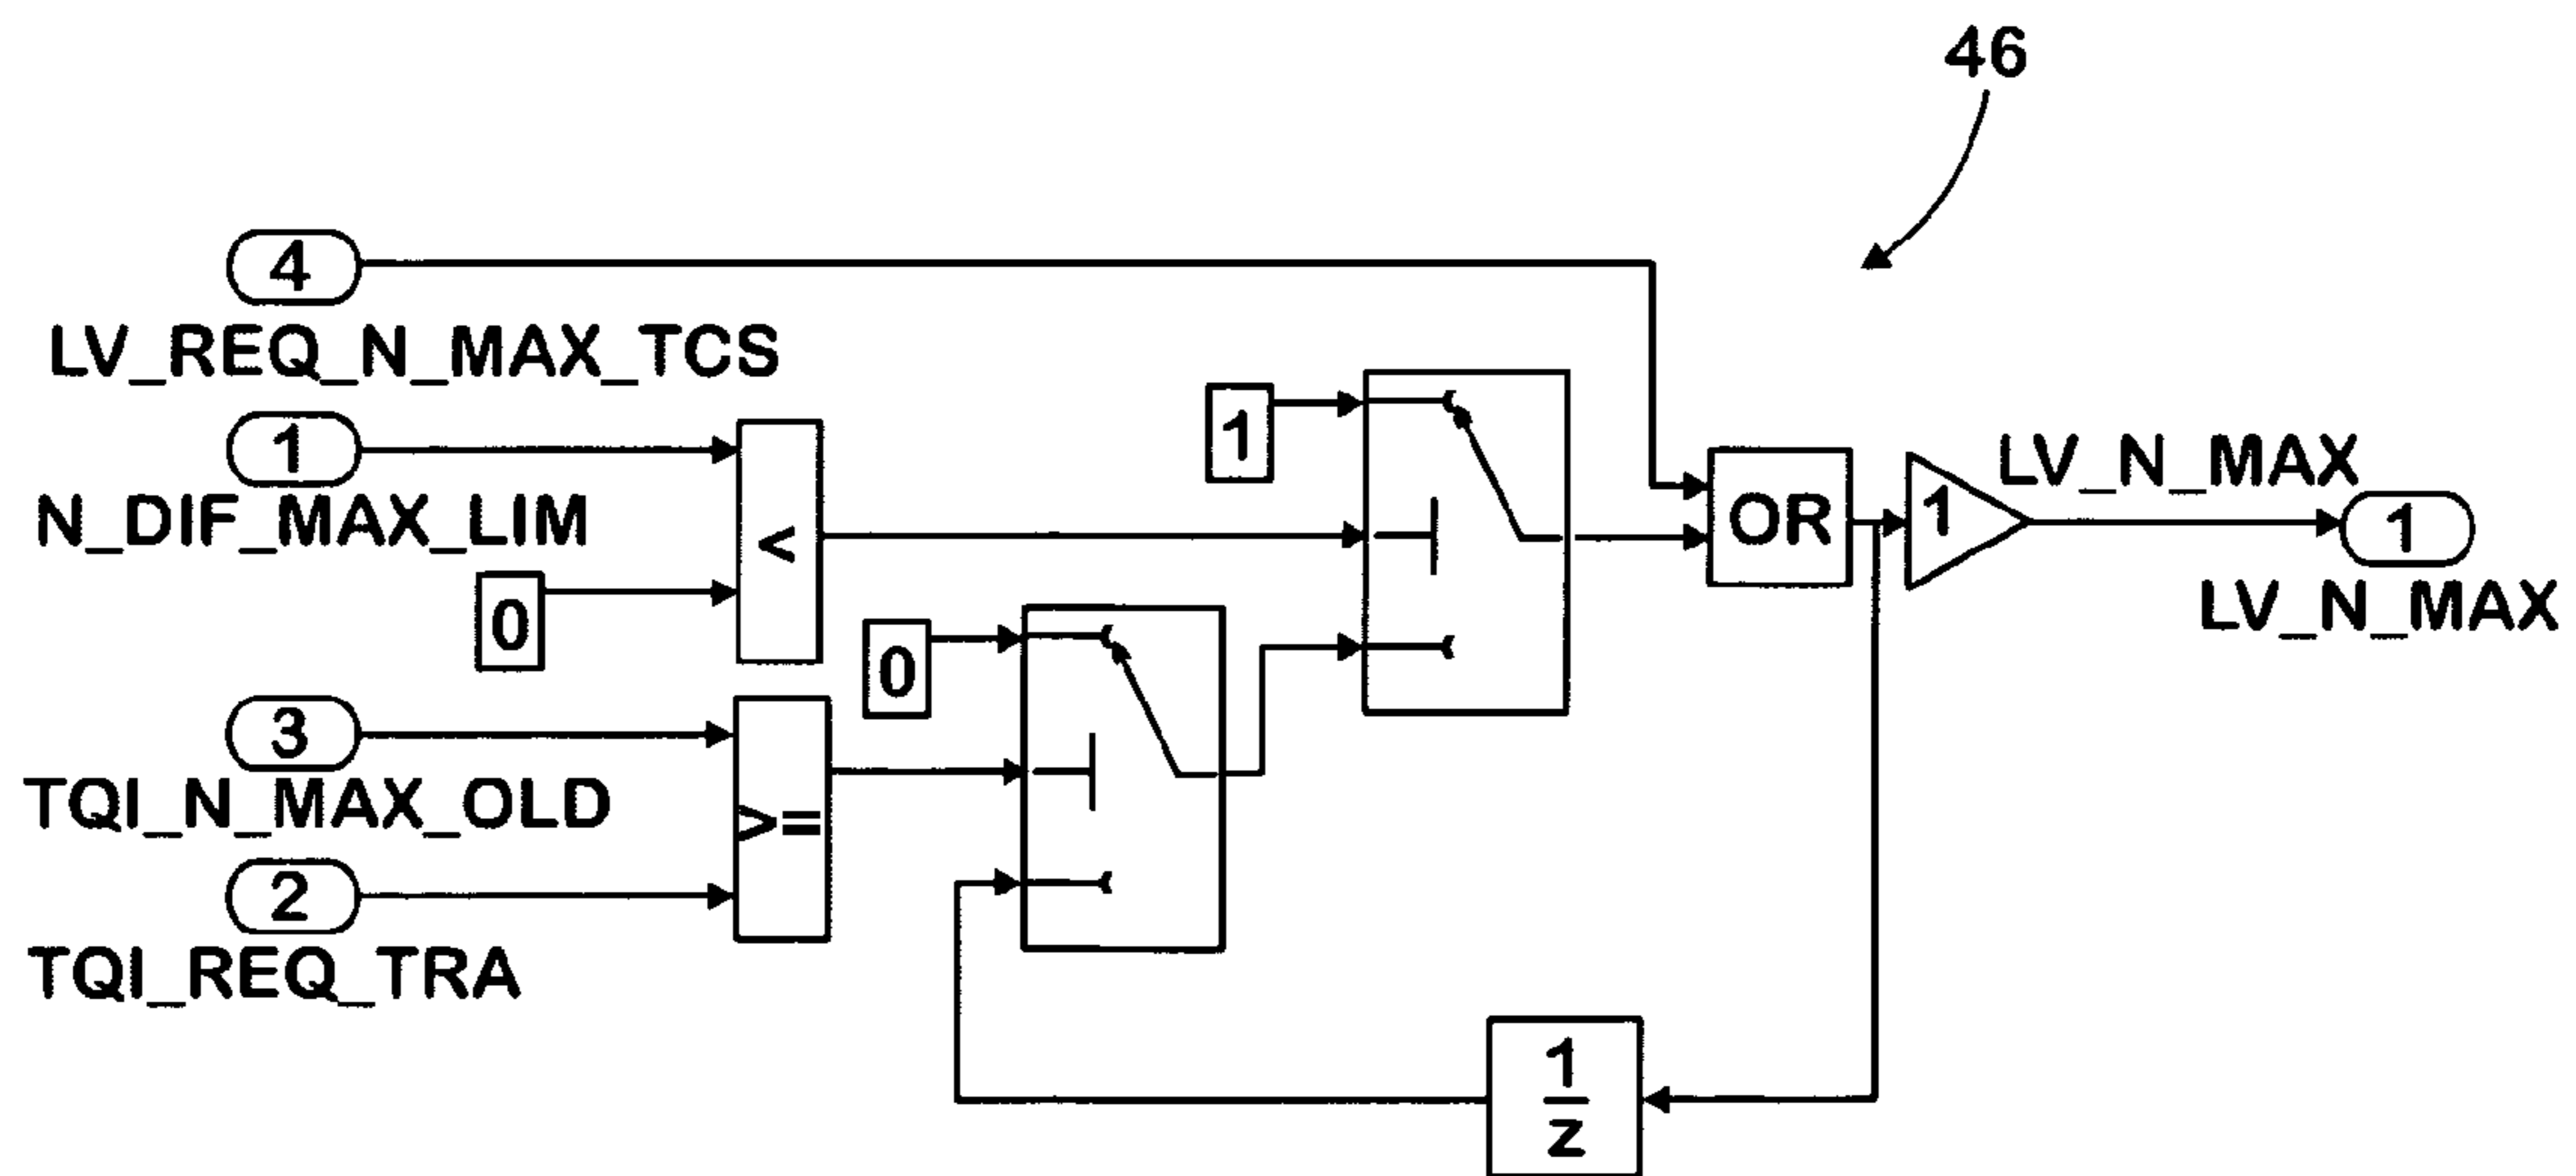 46
4
LV_REQ_N_MAX_TCS
1
N_DIF_MAX_LIM
0
<
1
OR
1
LV_N_MAX
1
LV_N_MAX
0
3
TQI_N_MAX_OLD
>=
2
TQI_REQ_TRA
1
z